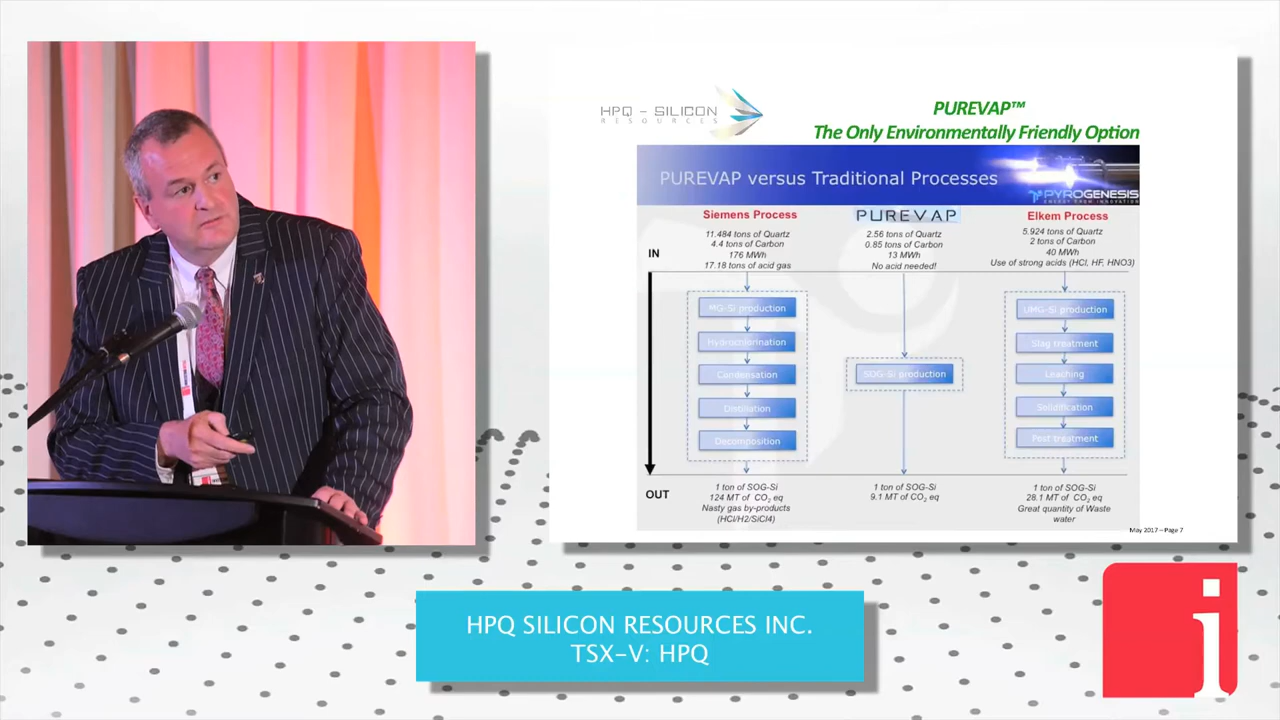 HPQ – SILICON
RESOURCES
PUREVAP™
The Only Environmentally Friendly Option
PUREVAP versus Traditional Processes
PYROGENESIS
Siemens Process
11.484 tons of Quartz
4.4 tons of Carbon
176 MWh
17.18 tons of acid gas
PUREVAP
2.56 tons of Quartz
0.85 tons of Carbon
13 MWh
No acid needed!
Elkem Process
5.924 tons of Quartz
2 tons of Carbon
40 MWh
Use of strong acids (HCl, HF, HNO3)
IN
MG-Si production
Hydrochlorination
Condensation
Distillation
Decomposition
SOG-Si production
UMG-Si production
Slag treatment
Leaching
Solidification
Post treatment
OUT
1 ton of SOG-Si
124 MT of CO2 eq
Nasty gas by-products
(HCl/H2/SiCl4)
1 ton of SOG-Si
9.1 MT of CO2 eq
1 ton of SOG-Si
28.1 MT of CO2 eq
Great quantity of Waste
water
May 2017 – Page 7
HPQ SILICON RESOURCES INC.
TSX-V: HPQ
i